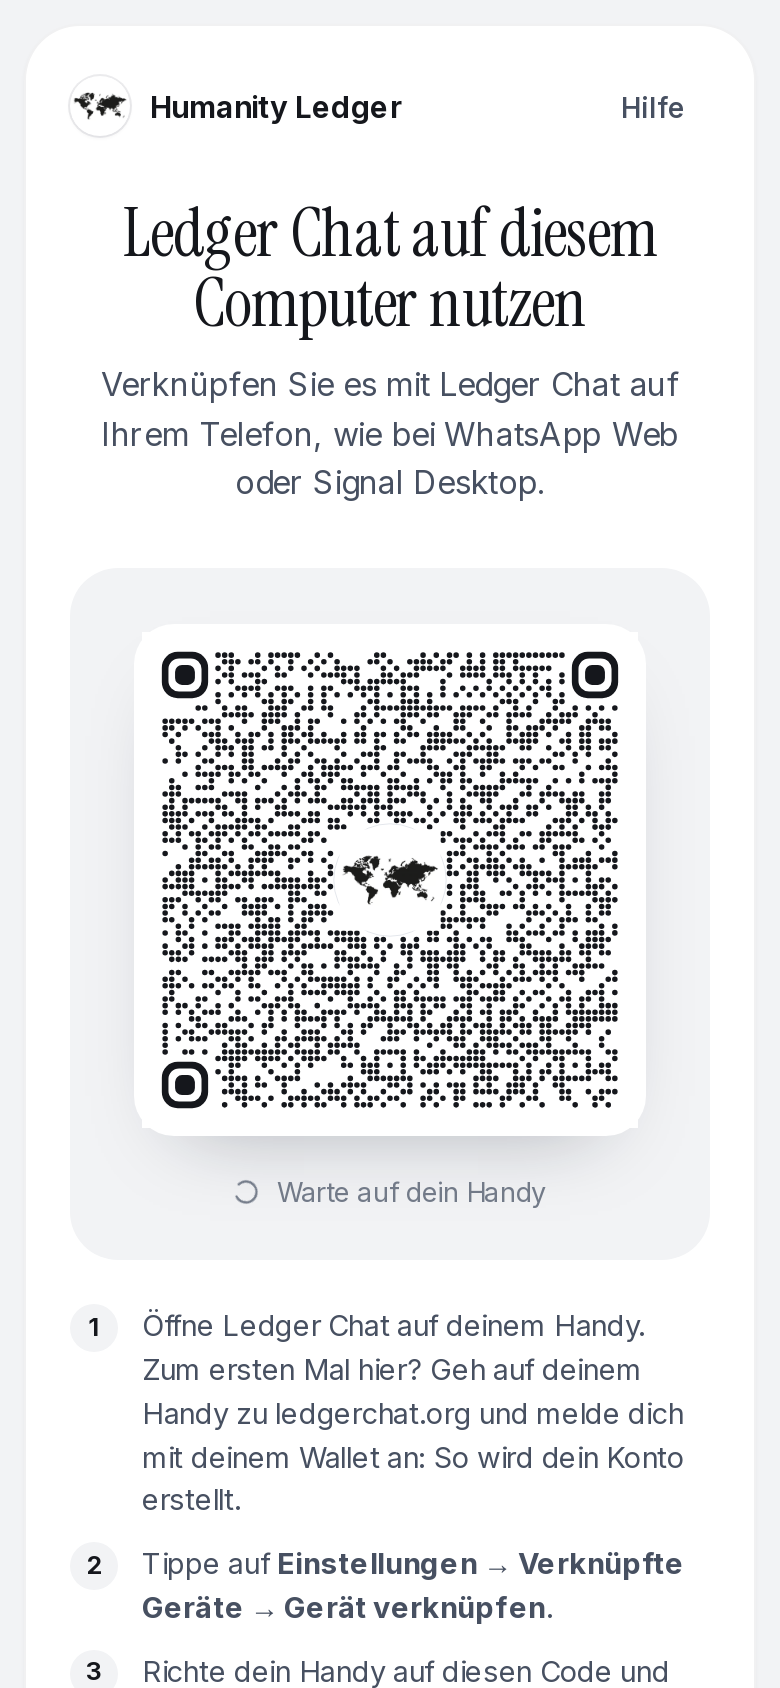 Humanity Ledger
Hilfe
Ledger Chat auf diesem
Computer nutzen
Verknüpfen Sie es mit Ledger Chat auf
Ihrem Telefon, wie bei WhatsApp Web
oder Signal Desktop.
Warte auf dein Handy
1
Öffne Ledger Chat auf deinem Handy.
Zum ersten Mal hier? Geh auf deinem
Handy zu ledgerchat.org und melde dich
mit deinem Wallet an: So wird dein Konto
erstellt.
2
Tippe auf Einstellungen → Verknüpfte
Geräte → Gerät verknüpfen.
3
Richte dein Handy auf diesen Code und